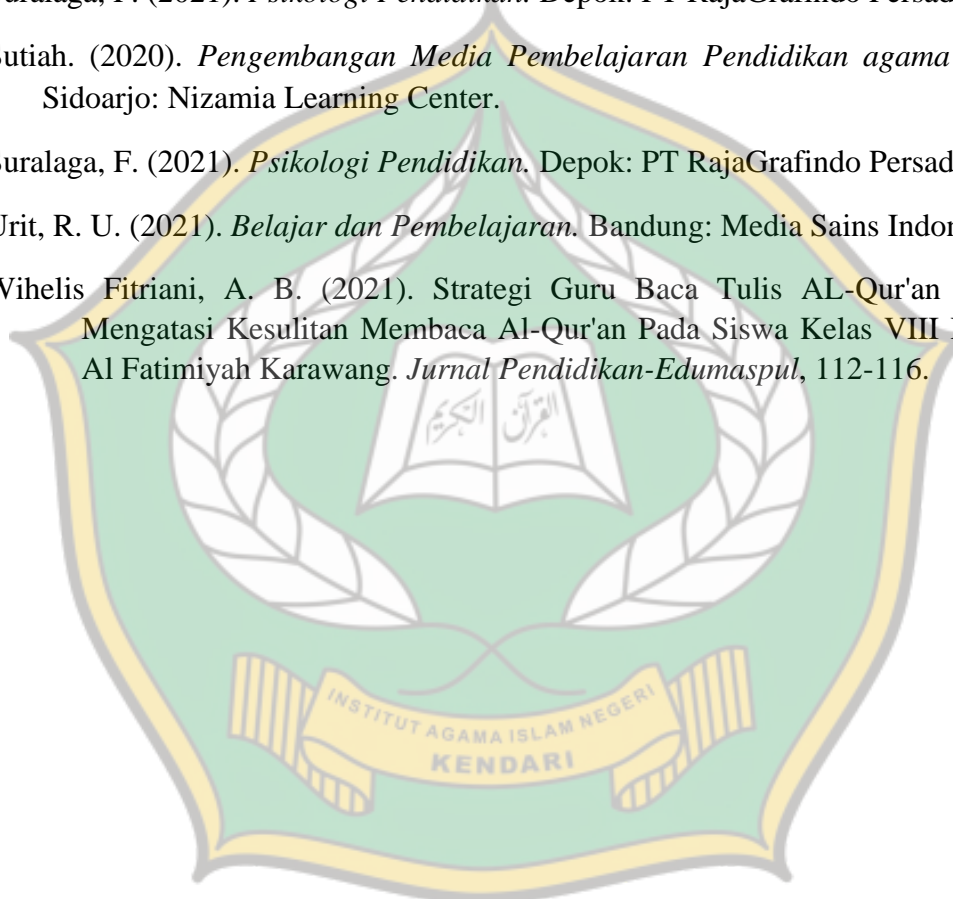 Suralaga, F. (2021). Psikologi Pendidikan. Depok: PT RajaGrafindo Persad
Sutiah. (2020). Pengembangan Media Pembelajaran Pendidikan agama
Sidoarjo: Nizamia Learning Center.
Suralaga, F. (2021). Psikologi Pendidikan. Depok: PT RajaGrafindo Persad
Urit, R. U. (2021). Belajar dan Pembelajaran. Bandung: Media Sains
Wihelis Fitriani, A. B. (2021). Strategi Guru Baca Tulis AL-Qur'an
Mengatasi Kesulitan Membaca Al-Qur'an Pada Siswa Kelas VIII
Al Fatimiyah Karawang. Jurnal Pendidikan-Edumaspul, 112-116.
القرآن الكريم
INSTITUT AGAMA ISLAM NEGERI
KENDARI